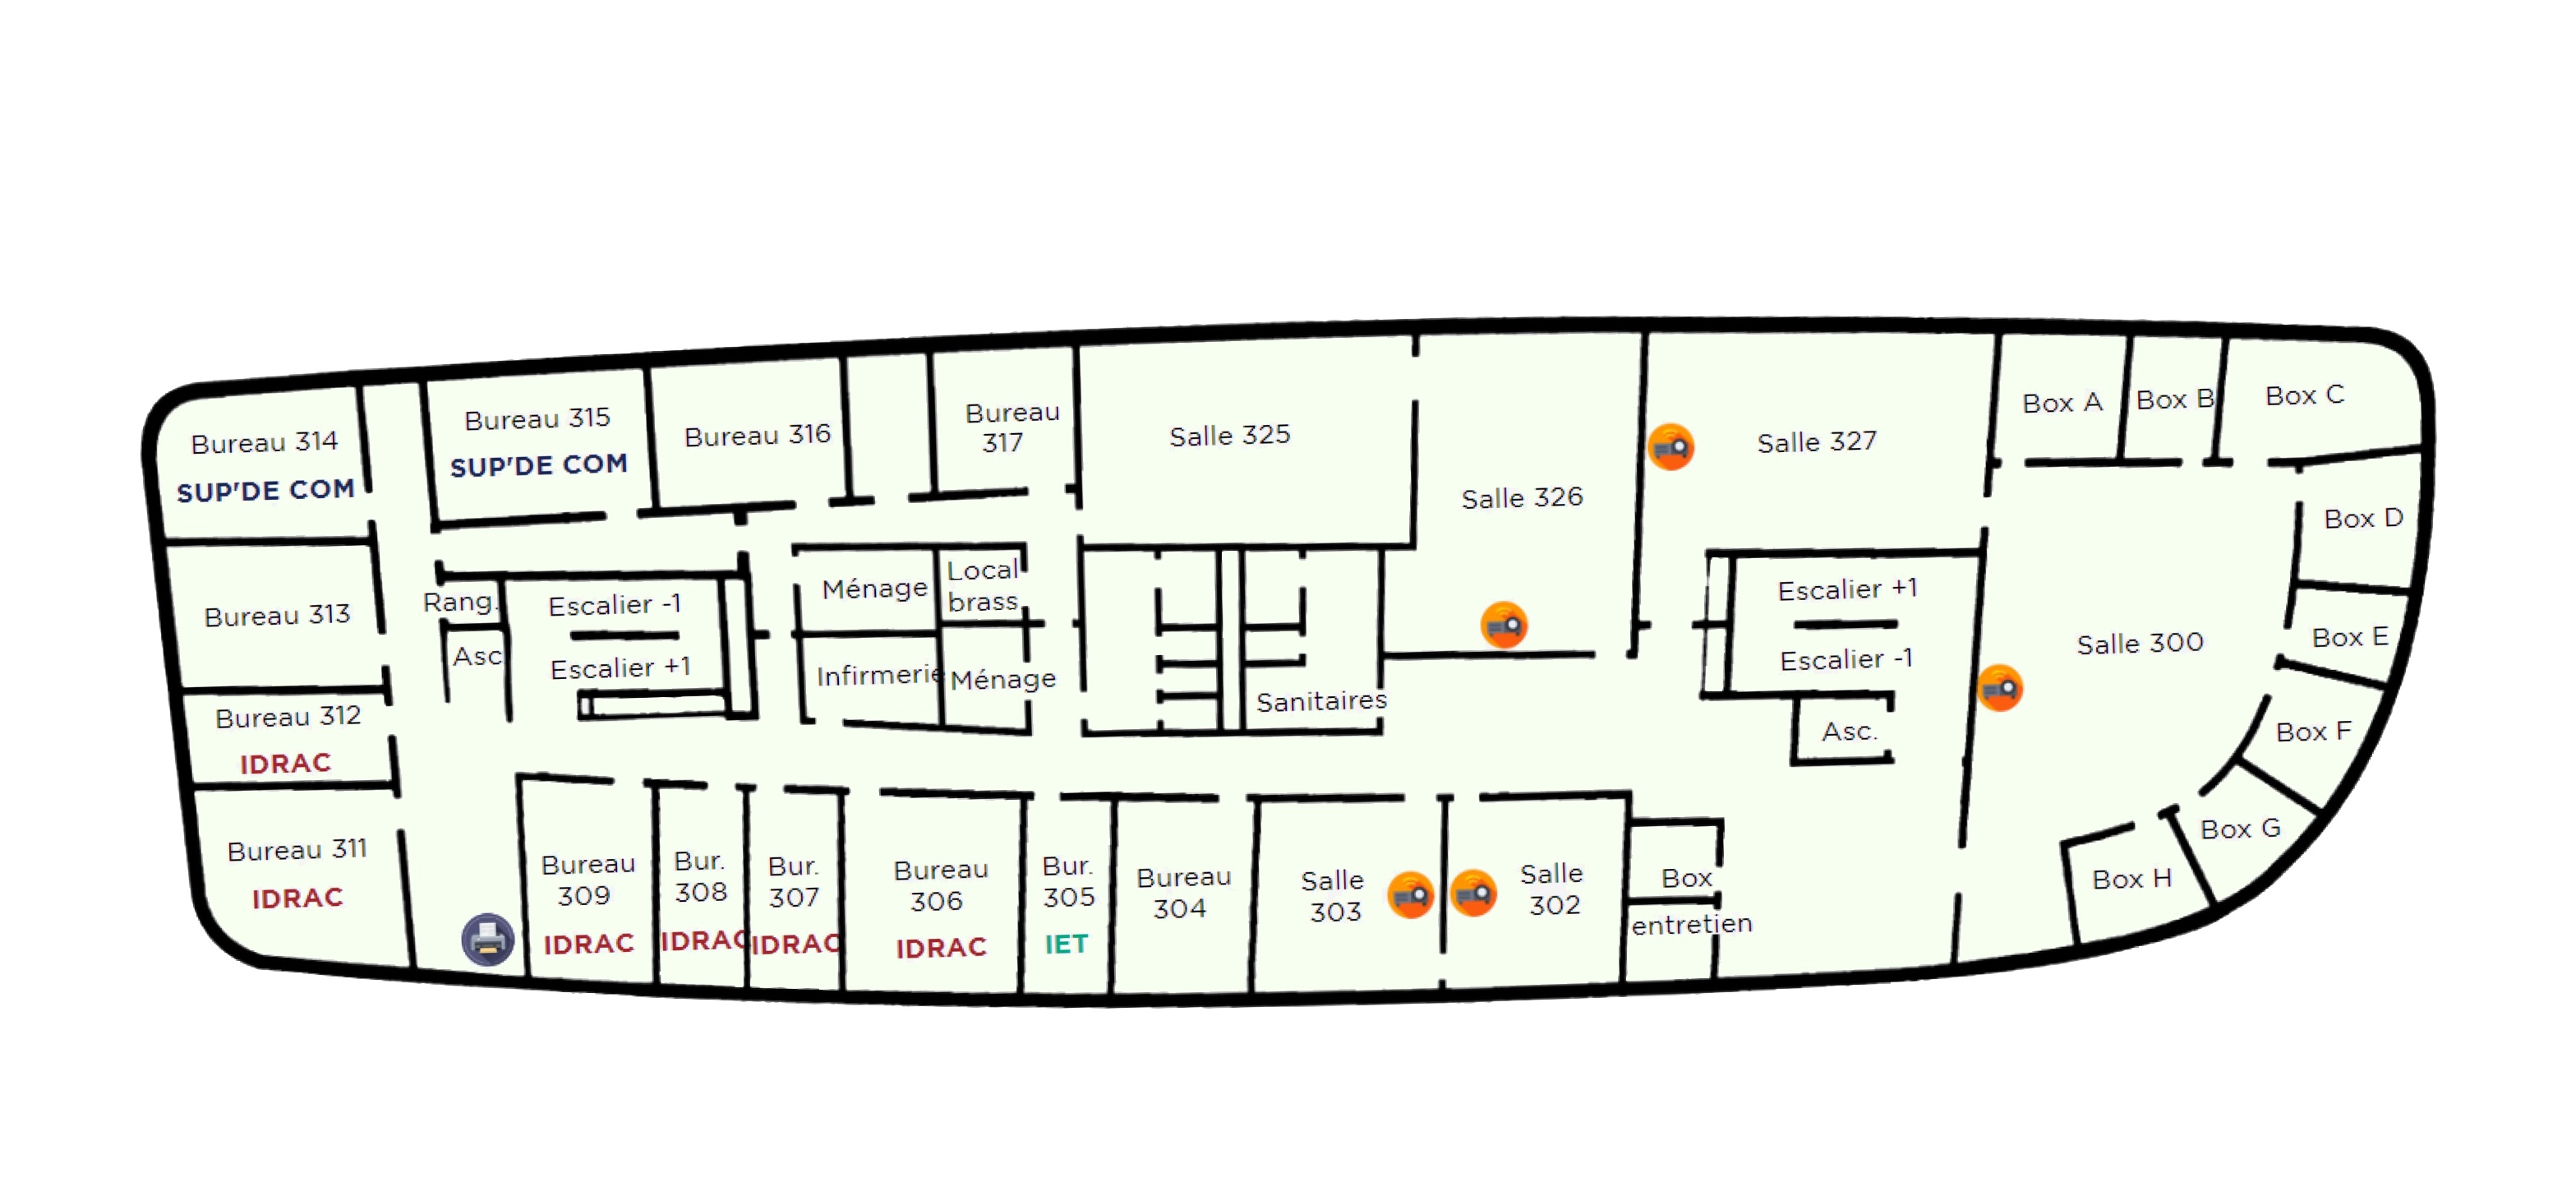 Bureau 314
SUP'DE COM
Bureau 315
SUP'DE COM
Bureau 316
Bureau
317
Salle 325
Salle 326
Salle 327
Box A
Box B
Box C
Box D
Box E
Box F
Box G
Box H
Salle 300
Bureau 313
Rang.
Asc
Escalier -1
Escalier +1
Ménage
Local
brass.
Infirmerie
Ménage
Sanitaires
Escalier +1
Escalier -1
Asc.
Bureau 312
IDRAC
Bureau 311
IDRAC
Bureau
309
IDRAC
Bur.
308
IDRAC
Bur.
307
IDRAC
Bureau
306
IDRAC
Bur.
305
IET
Bureau
304
Salle
303
Salle
302
Box
entretien